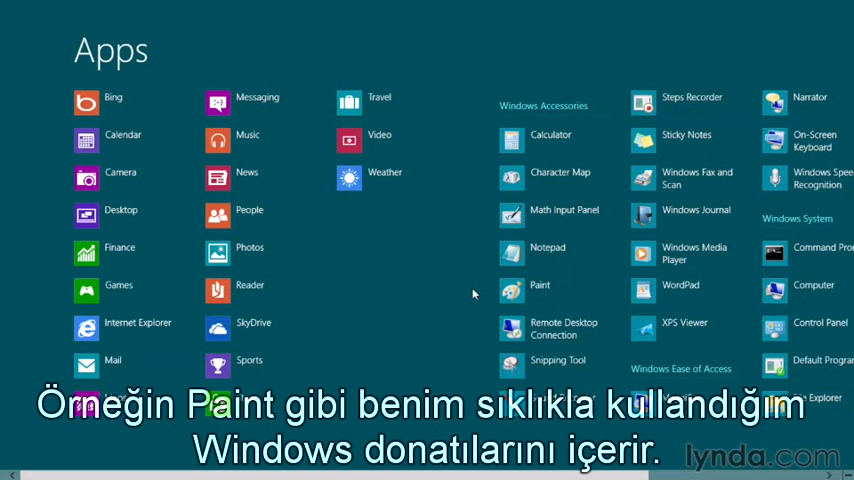 Apps
Bing
Calendar
Camera
Desktop
Finance
Games
Internet Explorer
Mail
Messaging
Music
News
People
Photos
Reader
SkyDrive
Sports
Travel
Video
Weather
Windows Accessories
Calculator
Character Map
Math Input Panel
Notepad
Paint
Remote Desktop
Connection
Snipping Tool
Steps Recorder
Sticky Notes
Windows Fax and
Scan
Windows Journal
Windows Media
Player
WordPad
XPS Viewer
Windows Ease of Access
Narrator
On-Screen
Keyboard
Windows Spee
Recognition
Windows System
Command Pro
Computer
Control Panel
Default Program
Explorer
Örneğin Paint gibi benim sıklıkla kullandığım
Windows donatılarını içerir.
lynda.com